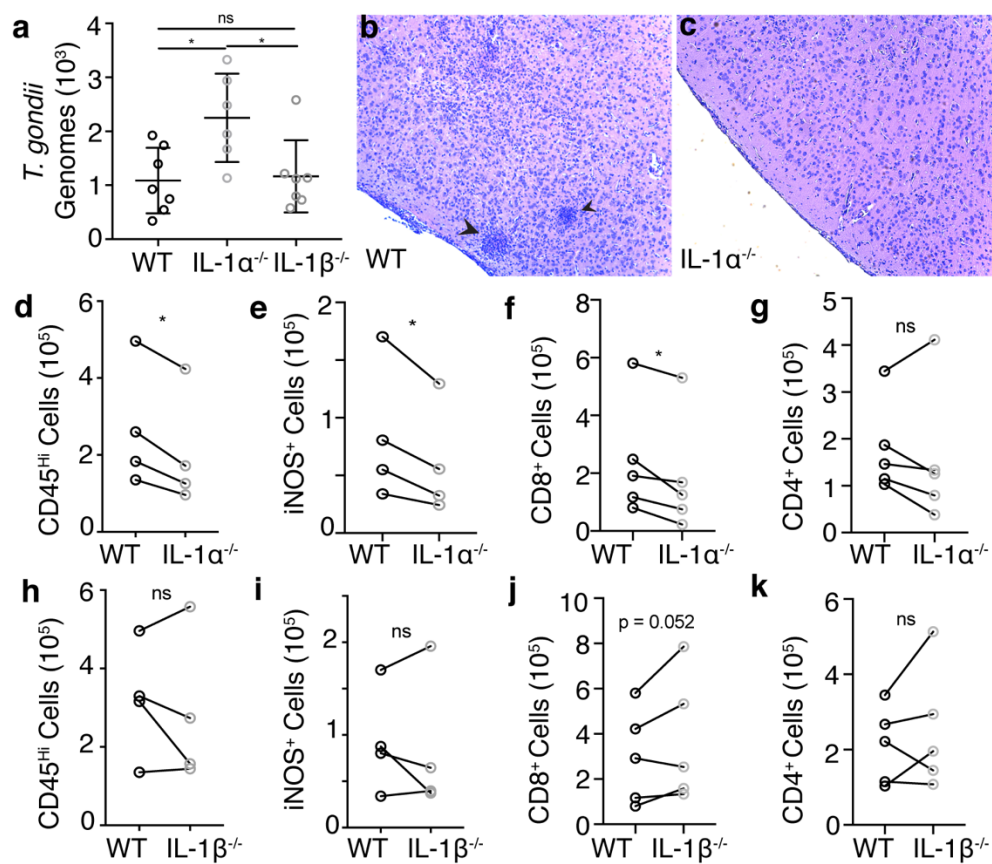 a
ns
*
*
T. gondii
Genomes (10³)
4
3
2
1
0
WT
IL-1α⁻/⁻
IL-1β⁻/⁻
b
WT
c
IL-1α⁻/⁻
d
*
CD45ᴴⁱ Cells (10⁵)
6
4
2
0
WT
IL-1α⁻/⁻
e
*
iNOS⁺ Cells (10⁵)
2
1
0
WT
IL-1α⁻/⁻
f
*
CD8⁺ Cells (10⁵)
8
6
4
2
0
WT
IL-1α⁻/⁻
g
ns
CD4⁺ Cells (10⁵)
5
4
3
2
1
0
WT
IL-1α⁻/⁻
h
ns
CD45ᴴⁱ Cells (10⁵)
6
4
2
0
WT
IL-1β⁻/⁻
i
ns
iNOS⁺ Cells (10⁵)
2
1
0
WT
IL-1β⁻/⁻
j
p = 0.052
CD8⁺ Cells (10⁵)
10
8
6
4
2
0
WT
IL-1β⁻/⁻
k
ns
CD4⁺ Cells (10⁵)
6
4
2
0
WT
IL-1β⁻/⁻